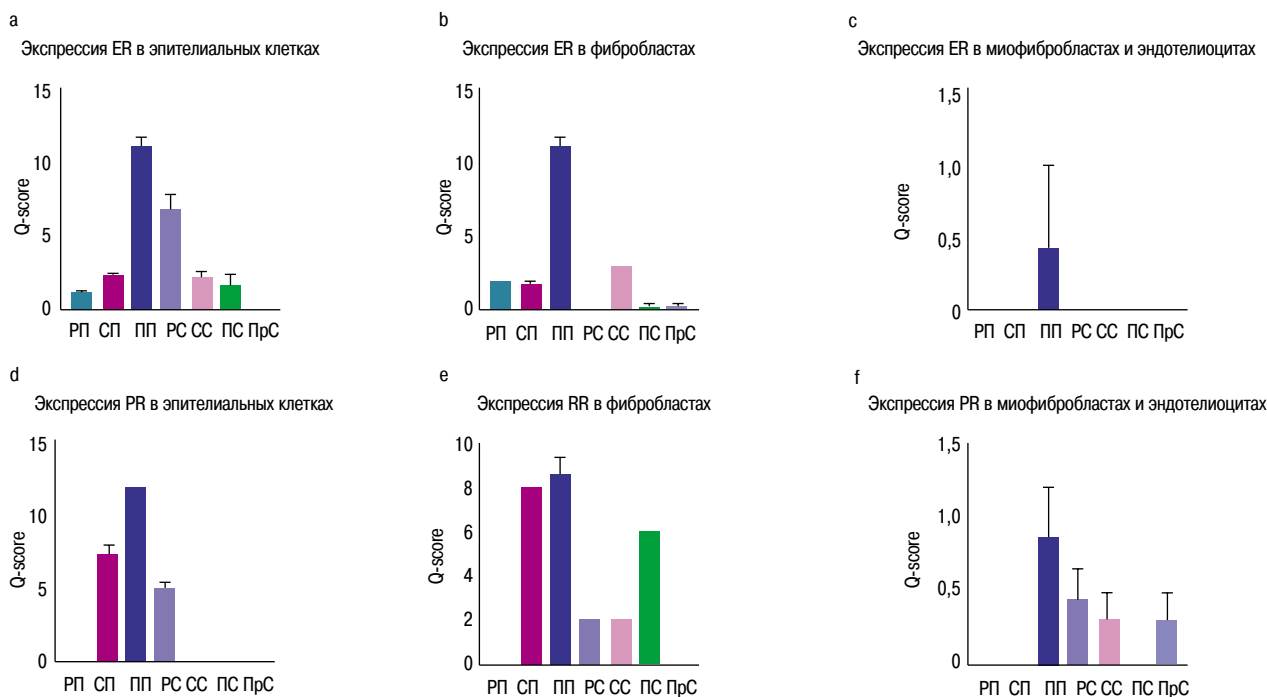 a
Экспрессия ER в эпителиальных клетках
Q-score
15
10
5
0
РП СП ПП РС СС ПС ПрС
b
Экспрессия ER в фибробластах
Q-score
15
10
5
0
РП СП ПП РС СС ПС ПрС
c
Экспрессия ER в миофибробластах и эндотелиоцитах
Q-score
1,5
1,0
0,5
0
РП СП ПП РС СС ПС ПрС
d
Экспрессия PR в эпителиальных клетках
Q-score
15
10
5
0
РП СП ПП РС СС ПС ПрС
e
Экспрессия RR в фибробластах
Q-score
10
8
6
4
2
0
РП СП ПП РС СС ПС ПрС
f
Экспрессия PR в миофибробластах и эндотелиоцитах
Q-score
1,5
1,0
0,5
0
РП СП ПП РС СС ПС ПрС